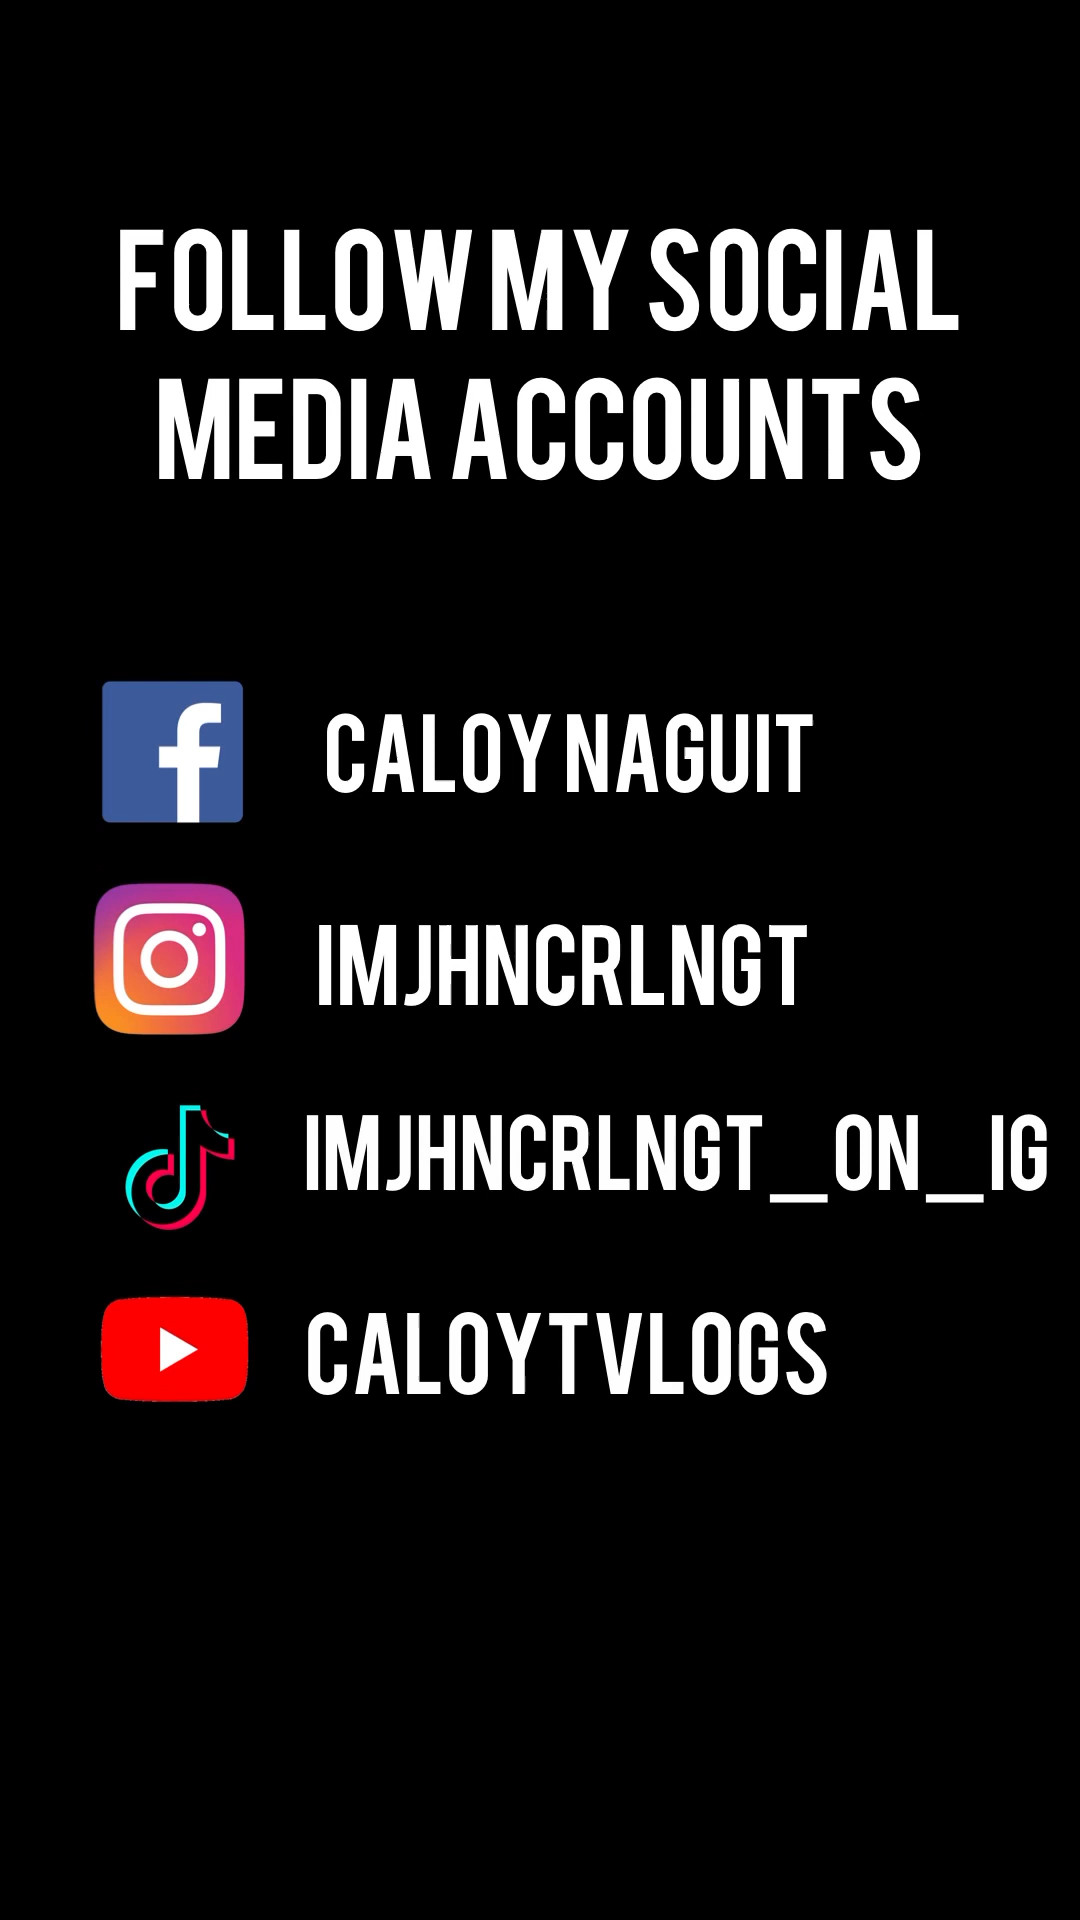 FOLLOW MY SOCIAL
MEDIA ACCOUNTS
CALOY NAGUIT
IMJHNCRLNGT
IMJHNCRLNGT_ON_IG
CALOYTVLOGS